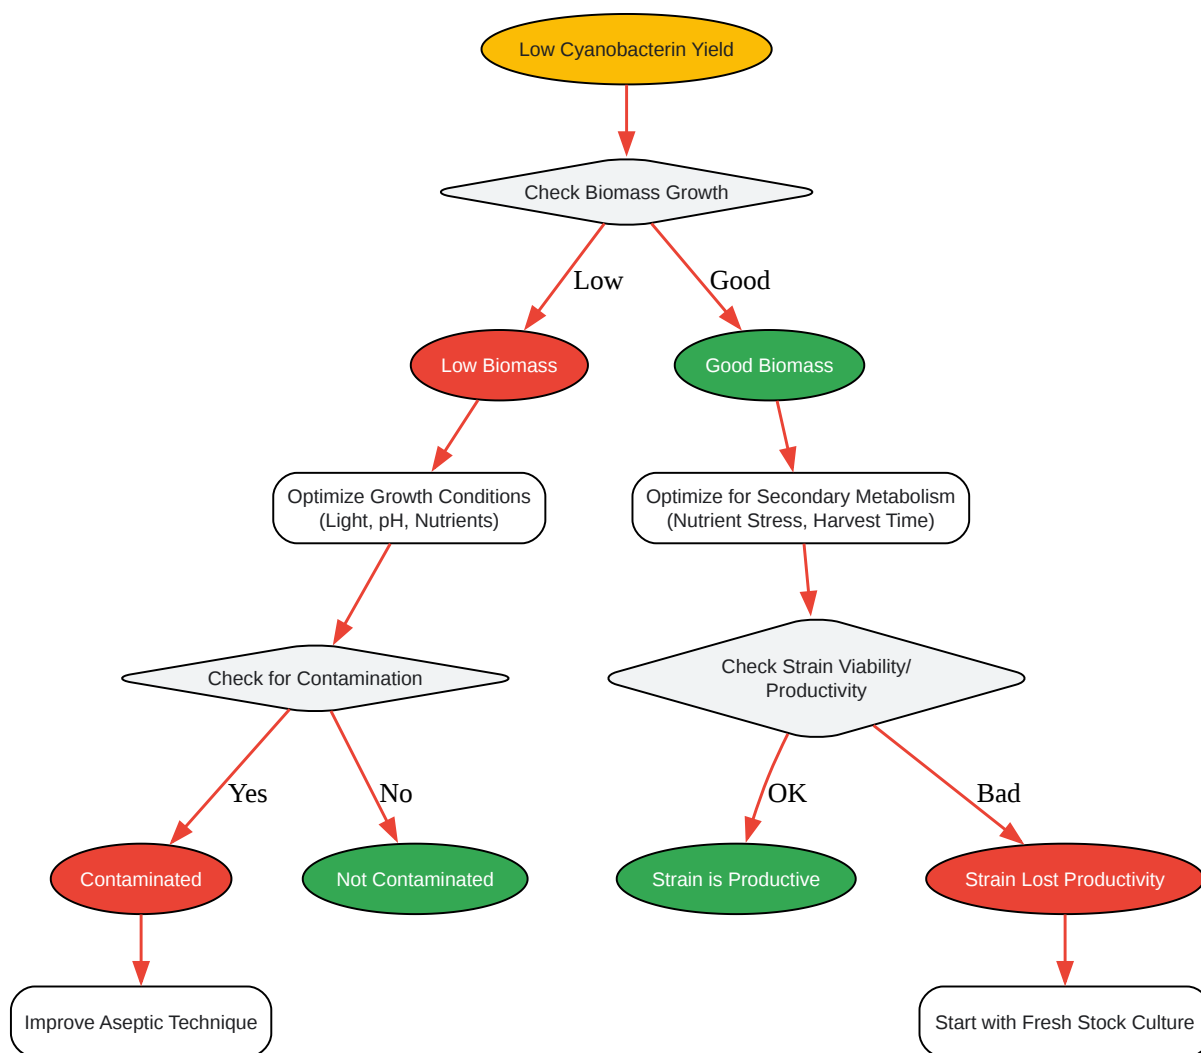 Low Cyanobacterin Yield
Check Biomass Growth
Low
Good
Low Biomass
Good Biomass
Optimize Growth Conditions
(Light, pH, Nutrients)
Optimize for Secondary Metabolism
(Nutrient Stress, Harvest Time)
Check for Contamination
Check Strain Viability/
Productivity
Yes
No
OK
Bad
Contaminated
Not Contaminated
Strain is Productive
Strain Lost Productivity
Improve Aseptic Technique
Start with Fresh Stock Culture